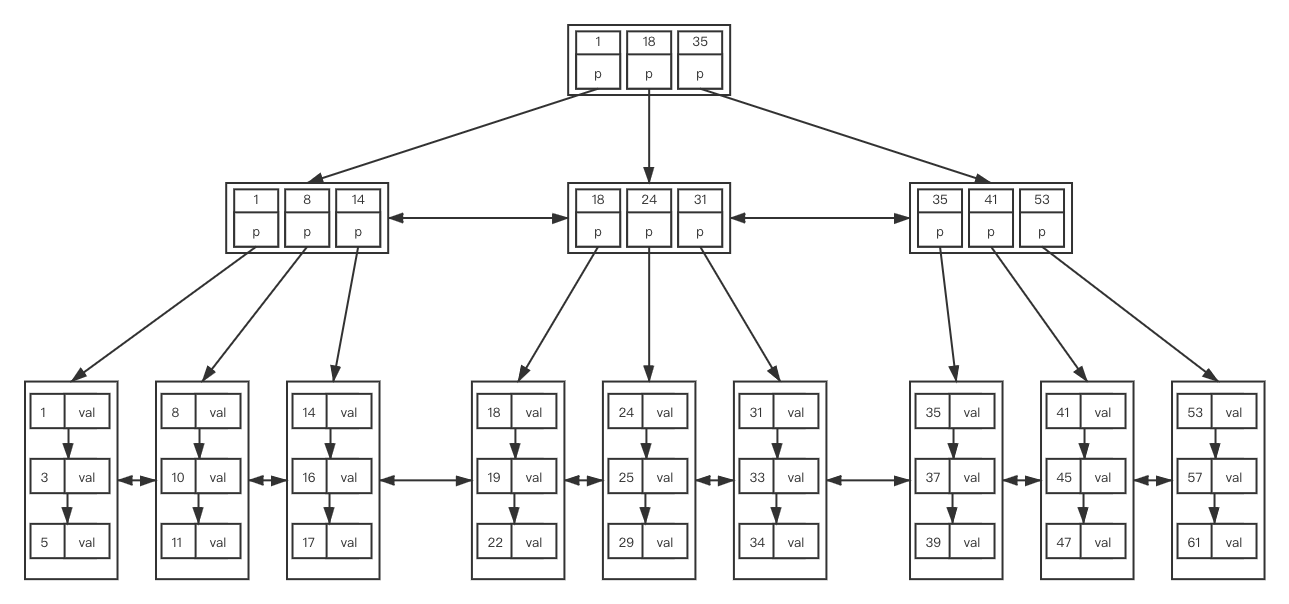 1 18 35
p p p
1 8 14 18 24 31 35 41 53
p p p p p p p p p
1 val 8 val 14 val 18 val 24 val 31 val 35 val 41 val 53 val
3 val 10 val 16 val 19 val 25 val 33 val 37 val 45 val 57 val
5 val 11 val 17 val 22 val 29 val 34 val 39 val 47 val 61 val